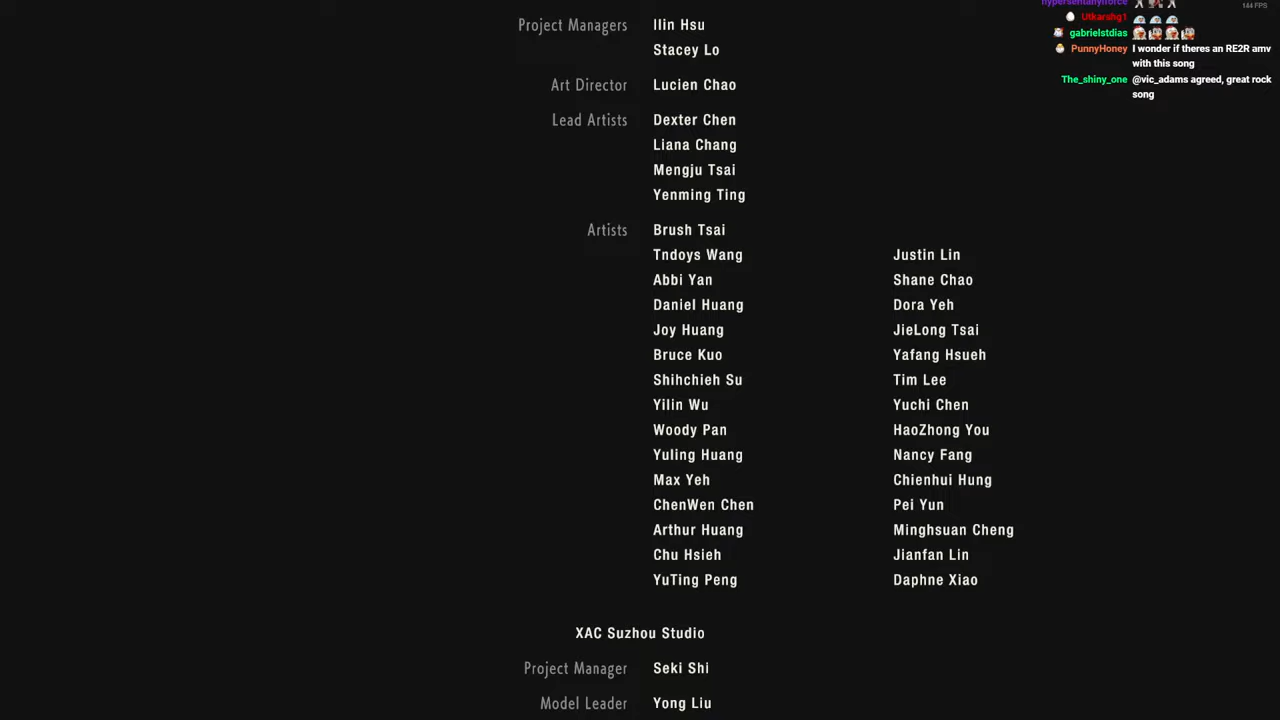 Project Managers Ilin Hsu
Stacey Lo
Art Director Lucien Chao
Lead Artists Dexter Chen
Liana Chang
Mengju Tsai
Yenming Ting
Artists Brush Tsai
Tndoys Wang Justin Lin
Abbi Yan Shane Chao
Daniel Huang Dora Yeh
Joy Huang JieLong Tsai
Bruce Kuo Yafang Hsueh
Shihchieh Su Tim Lee
Yilin Wu Yuchi Chen
Woody Pan HaoZhong You
Yuling Huang Nancy Fang
Max Yeh Chienhui Hung
ChenWen Chen Pei Yun
Arthur Huang Minghsuan Cheng
Chu Hsieh Jianfan Lin
YuTing Peng Daphne Xiao
XAC Suzhou Studio
Project Manager Seki Shi
Model Leader Yong Liu
144 FPS
Utkarshg1
gabrielstdias
PunnyHoney I wonder if theres an RE2R amv
with this song
The_shiny_one @vic_adams agreed, great rock
song